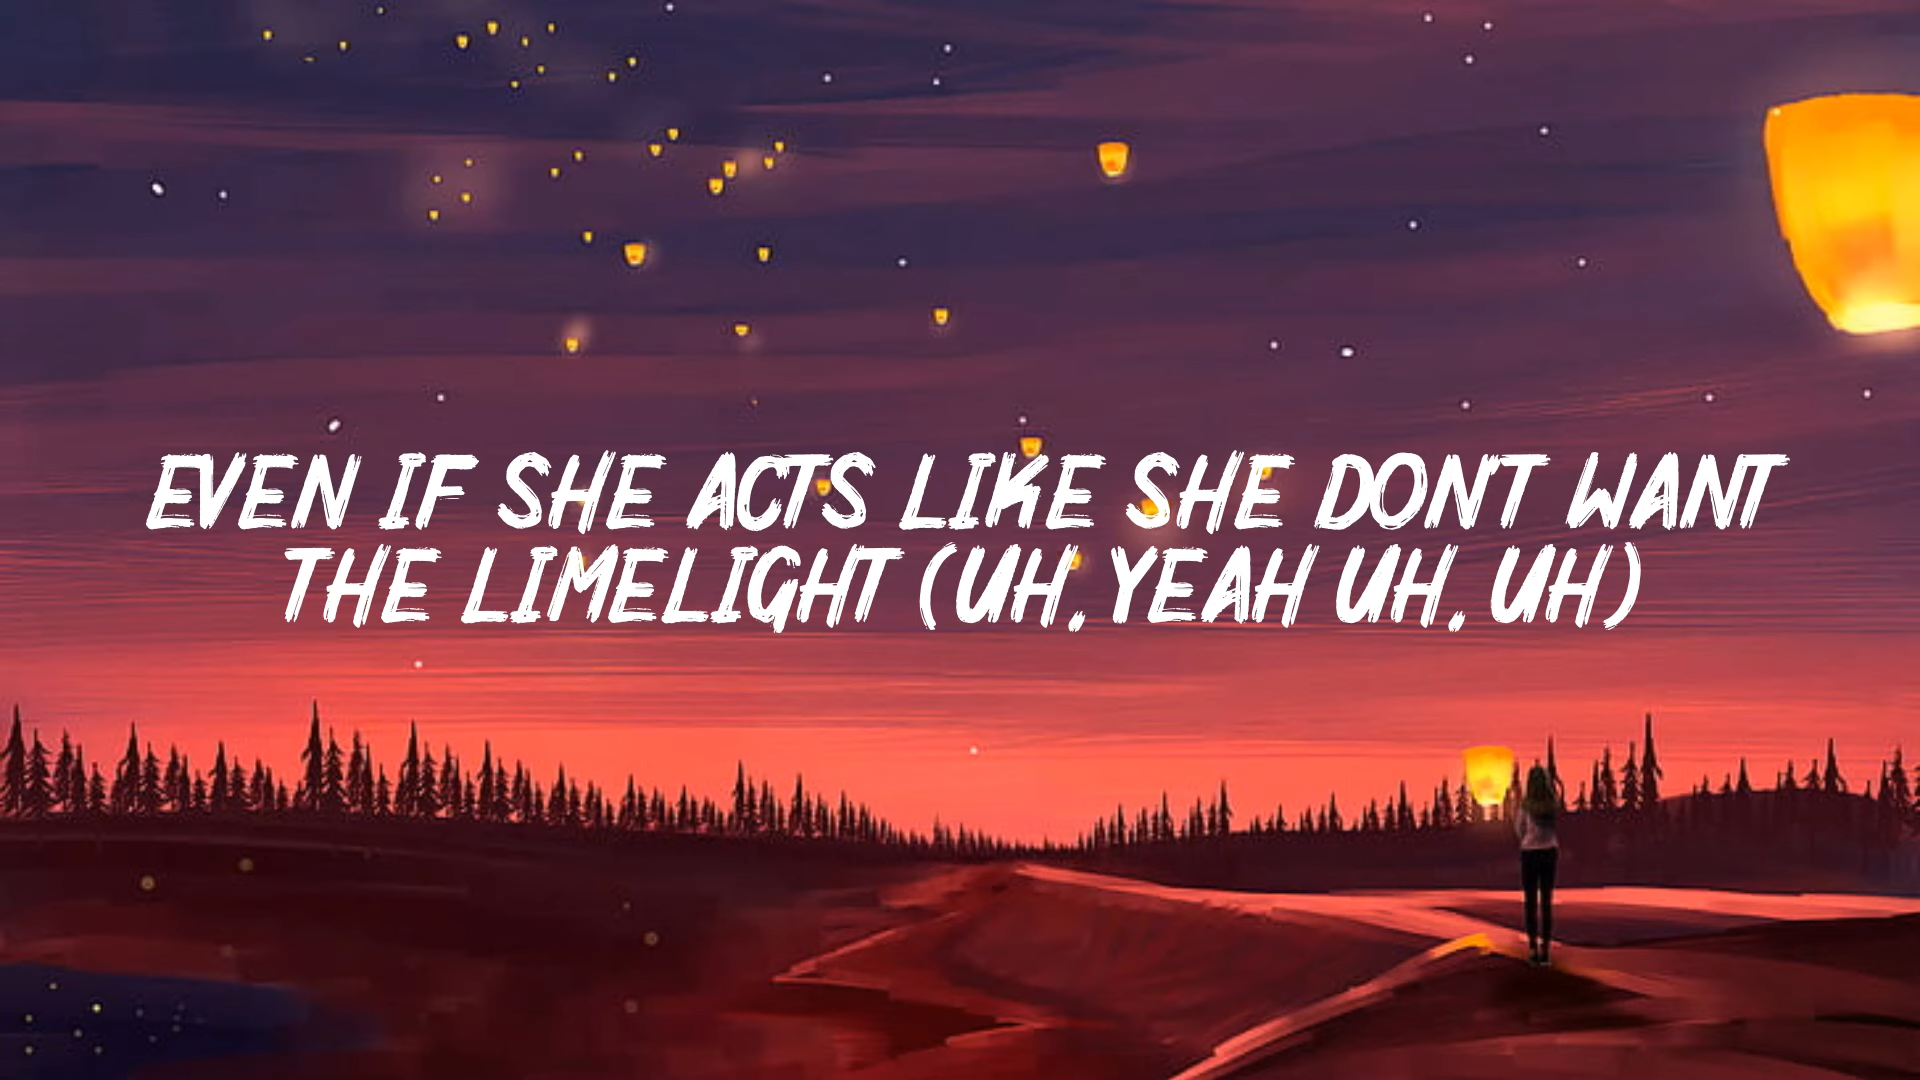 EVEN IF SHE ACTS LIKE SHE DON'T WANT
THE LIMELIGHT (UH, YEAH UH, UH)